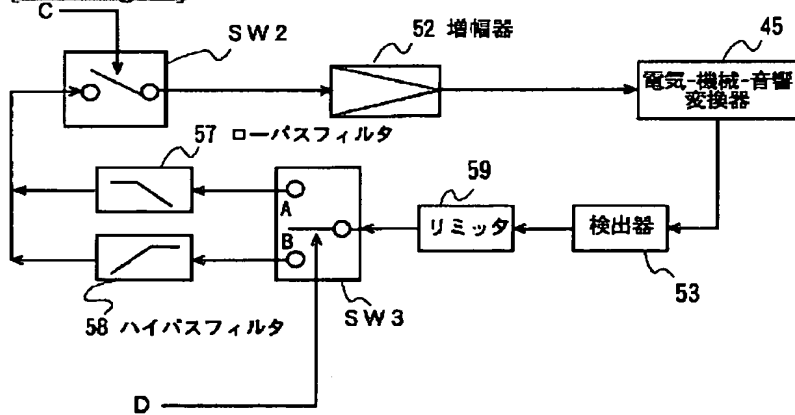 C
SW2
52 増幅器
45
電気-機械-音響
変換器
57 ローパスフィルタ
59
A
B
リミッタ
検出器
53
58 ハイパスフィルタ
SW3
D